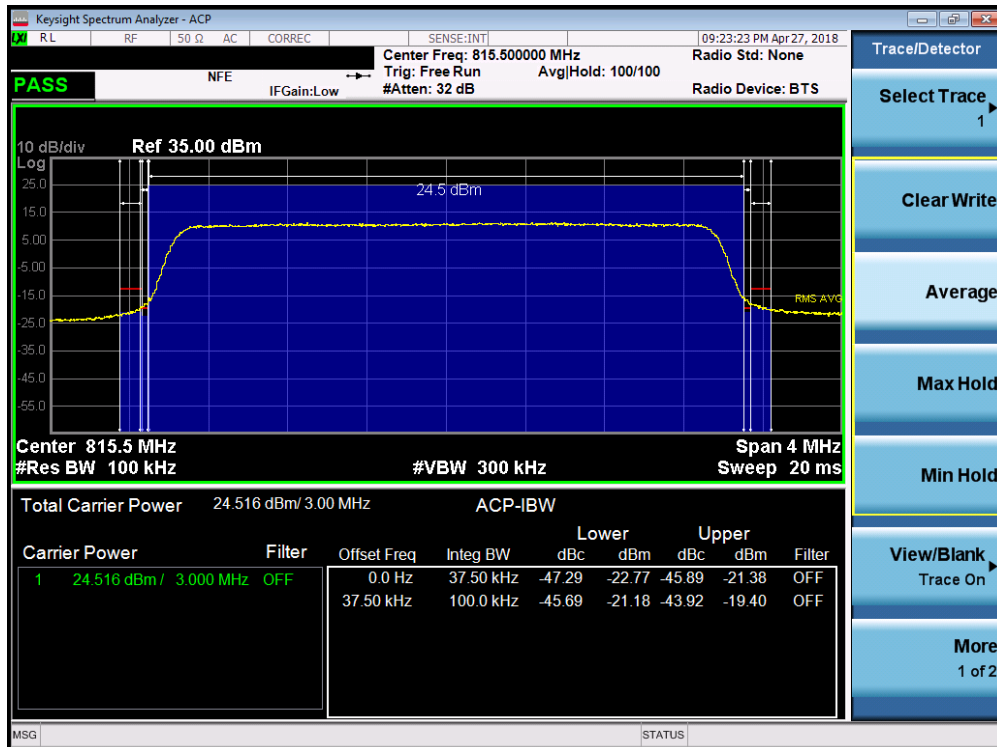 Keysight Spectrum Analyzer - ACP
LXI RL RF 50 Ω AC CORREC SENSE:INT 09:23:23 PM Apr 27, 2018
Center Freq: 815.500000 MHz Radio Std: None
PASS NFE Trig: Free Run Avg|Hold: 100/100
IFGain:Low #Atten: 32 dB Radio Device: BTS
10 dB/div Ref 35.00 dBm
Log
25.0 24.5 dBm
15.0
5.00
-5.00
-15.0 RMS AVG
-25.0
-35.0
-45.0
-55.0
Center 815.5 MHz Span 4 MHz
#Res BW 100 kHz #VBW 300 kHz Sweep 20 ms
Total Carrier Power 24.516 dBm/ 3.00 MHz ACP-IBW
Lower Upper
Carrier Power Filter Offset Freq Integ BW dBc dBm dBc dBm Filter
1 24.516 dBm / 3.000 MHz OFF 0.0 Hz 37.50 kHz -47.29 -22.77 -45.89 -21.38 OFF
37.50 kHz 100.0 kHz -45.69 -21.18 -43.92 -19.40 OFF
MSG STATUS
Trace/Detector
Select Trace
1
Clear Write
Average
Max Hold
Min Hold
View/Blank
Trace On
More
1 of 2